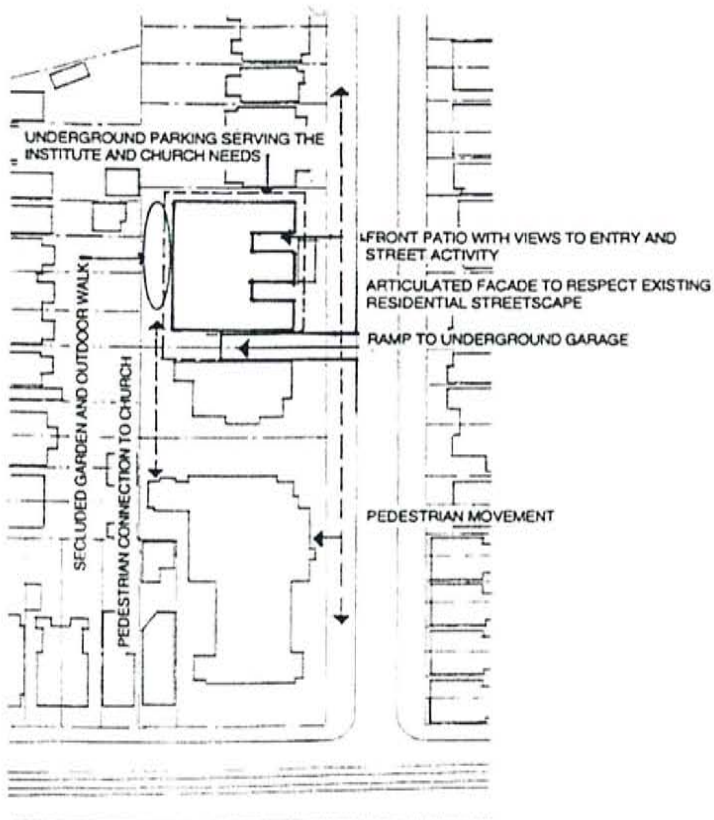 UNDERGROUND PARKING SERVING THE
INSTITUTE AND CHURCH NEEDS
FRONT PATIO WITH VIEWS TO ENTRY AND
STREET ACTIVITY
ARTICULATED FACADE TO RESPECT EXISTING
RESIDENTIAL STREETSCAPE
RAMP TO UNDERGROUND GARAGE
SECLUDED GARDEN AND OUTDOOR WALK
PEDESTRIAN CONNECTION TO CHURCH
PEDESTRIAN MOVEMENT